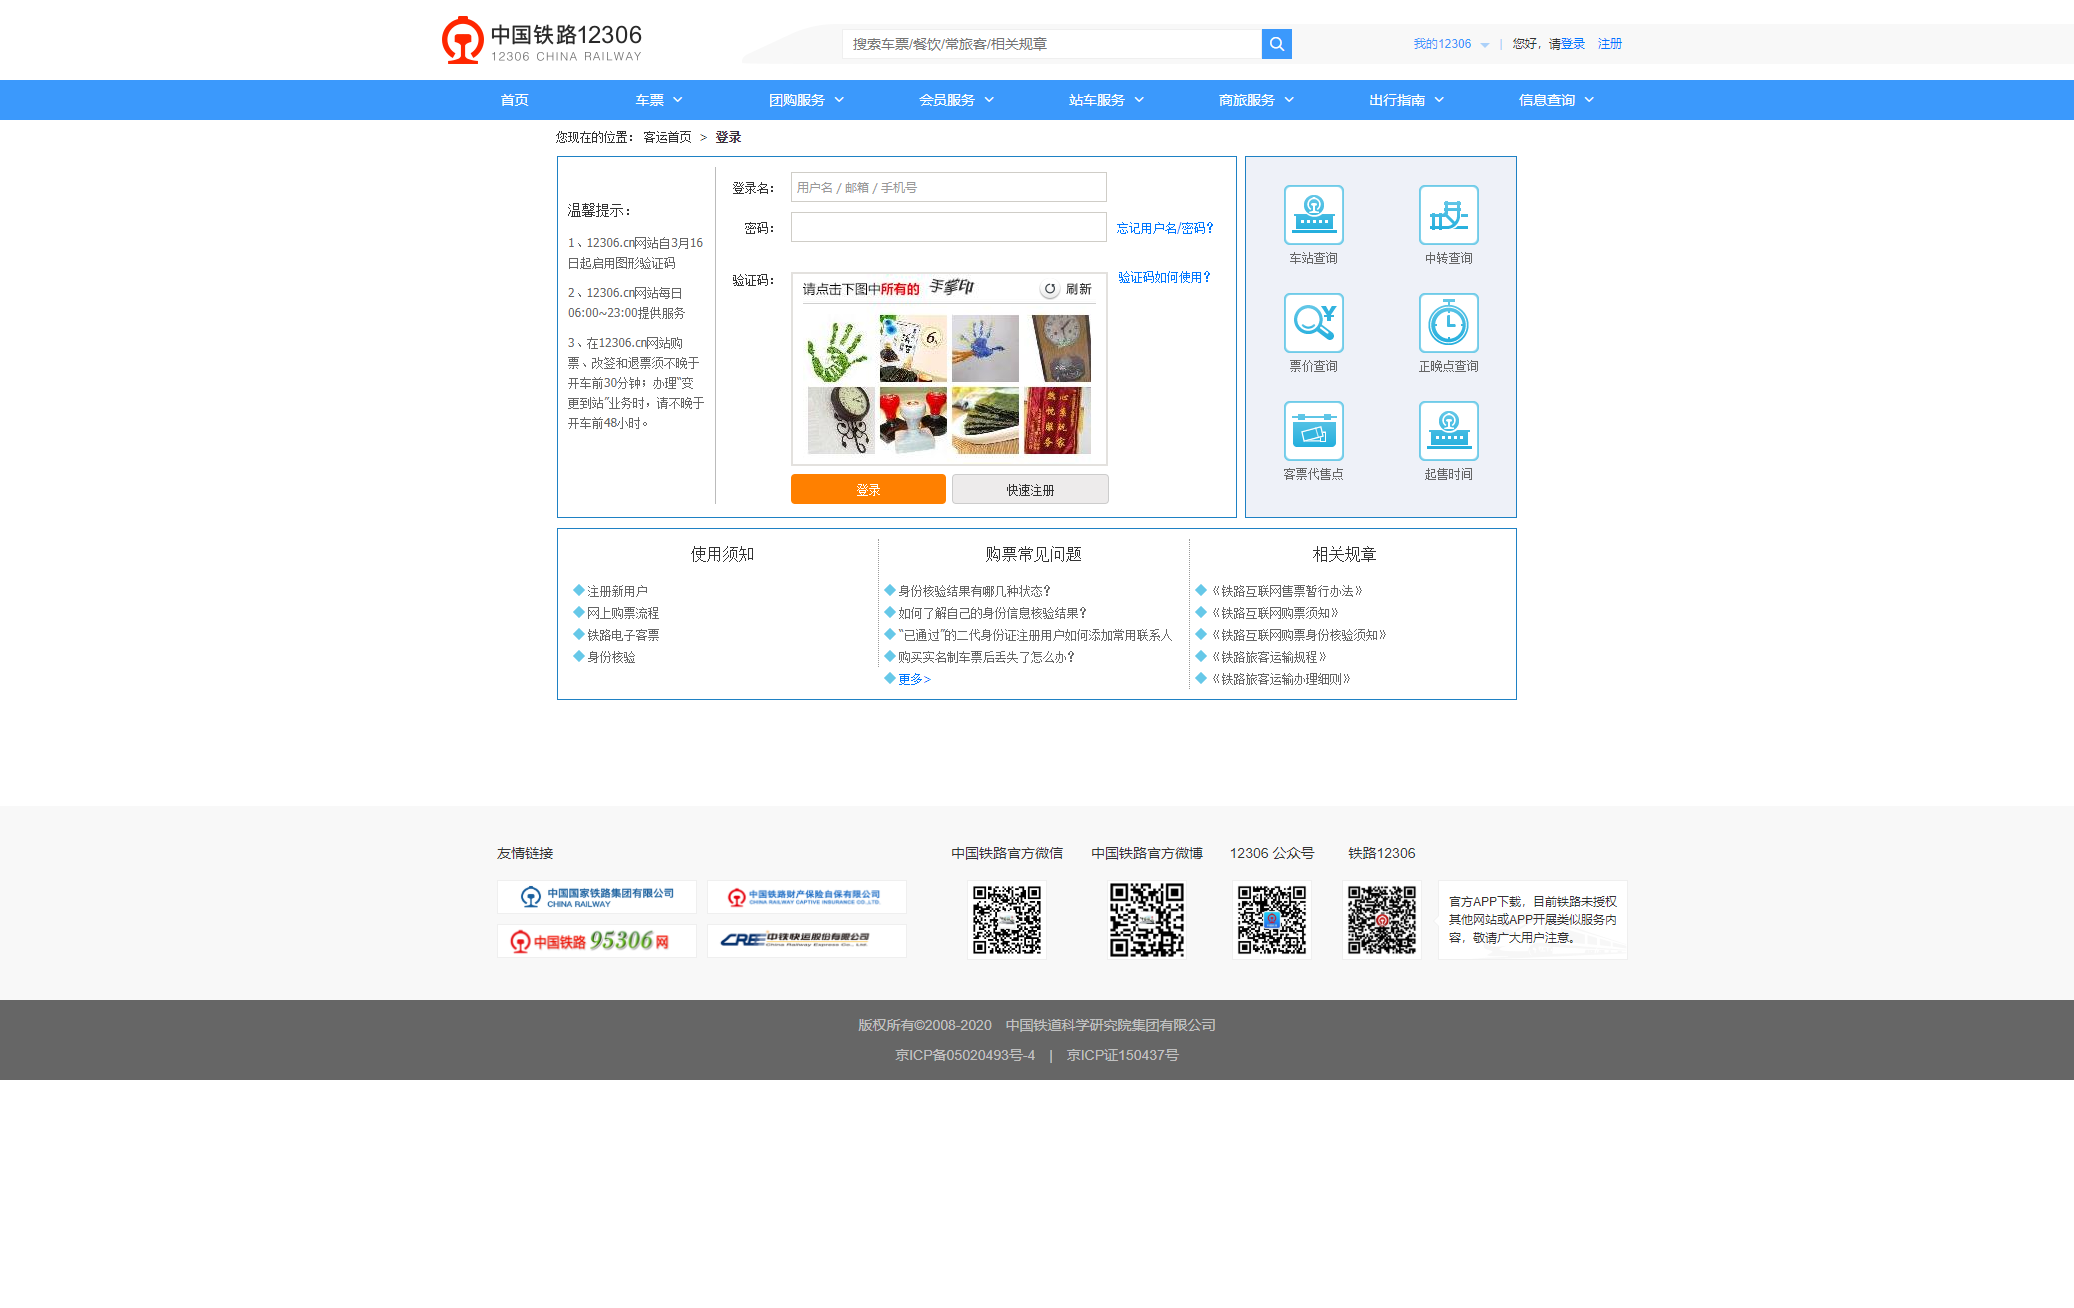 中国铁路12306
12306 CHINA RAILWAY
搜索车票/餐饮/常旅客/相关规章
我的12306 | 您好，请登录 注册
首页 车票 团购服务 会员服务 站车服务 商旅服务 出行指南 信息查询
您现在的位置： 客运首页 > 登录
温馨提示：
1、12306.cn网站自3月16
日起启用图形验证码
2、12306.cn网站每日
06:00~23:00提供服务
3、在12306.cn网站购
票、改签和退票须不晚于
开车前30分钟；办理“变
更到站”业务时，请不晚于
开车前48小时。
登录名： 用户名 / 邮箱 / 手机号
密码： 忘记用户名/密码?
验证码： 验证码如何使用?
请点击下图中所有的 手掌印 刷新
登录 快速注册
车站查询 中转查询
票价查询 正晚点查询
客票代售点 起售时间
使用须知
注册新用户
网上购票流程
铁路电子客票
身份核验
购票常见问题
身份核验结果有哪几种状态?
如何了解自己的身份信息核验结果?
“已通过”的二代身份证注册用户如何添加常用联系人
购买实名制车票后丢失了怎么办?
更多>
相关规章
《铁路互联网售票暂行办法》
《铁路互联网购票须知》
《铁路互联网购票身份核验须知》
《铁路旅客运输规程》
《铁路旅客运输办理细则》
友情链接
中国国家铁路集团有限公司
CHINA RAILWAY
中国铁路财产保险自保有限公司
CHINA RAILWAY CAPTIVE INSURANCE CO.,LTD.
中国铁路 95306 网
CRE 中铁快运股份有限公司
China Railway Express Co., Ltd.
中国铁路官方微信 中国铁路官方微博 12306 公众号 铁路12306
官方APP下载，目前铁路未授权
其他网站或APP开展类似服务内
容，敬请广大用户注意。
版权所有©2008-2020 中国铁道科学研究院集团有限公司
京ICP备05020493号-4 | 京ICP证150437号